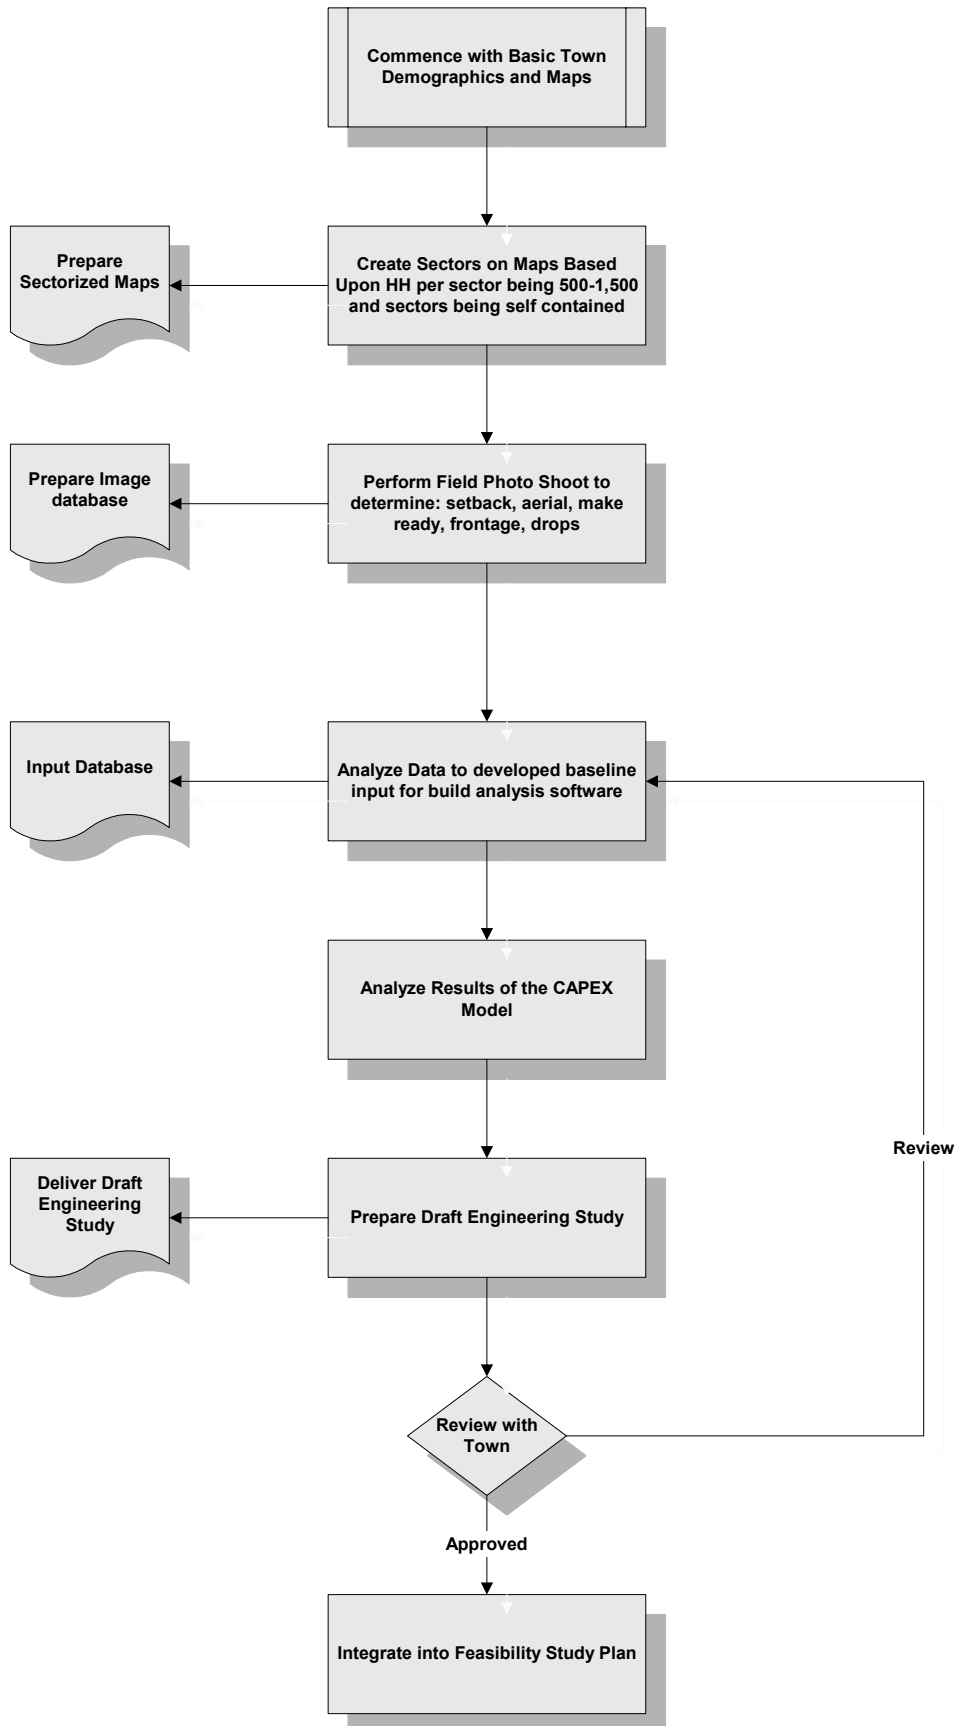 Commence with Basic Town
Demographics and Maps
Prepare
Sectorized Maps
Create Sectors on Maps Based
Upon HH per sector being 500-1,500
and sectors being self contained
Prepare Image
database
Perform Field Photo Shoot to
determine: setback, aerial, make
ready, frontage, drops
Input Database
Analyze Data to developed baseline
input for build analysis software
Analyze Results of the CAPEX
Model
Review
Deliver Draft
Engineering
Study
Prepare Draft Engineering Study
Review with
Town
Approved
Integrate into Feasibility Study Plan